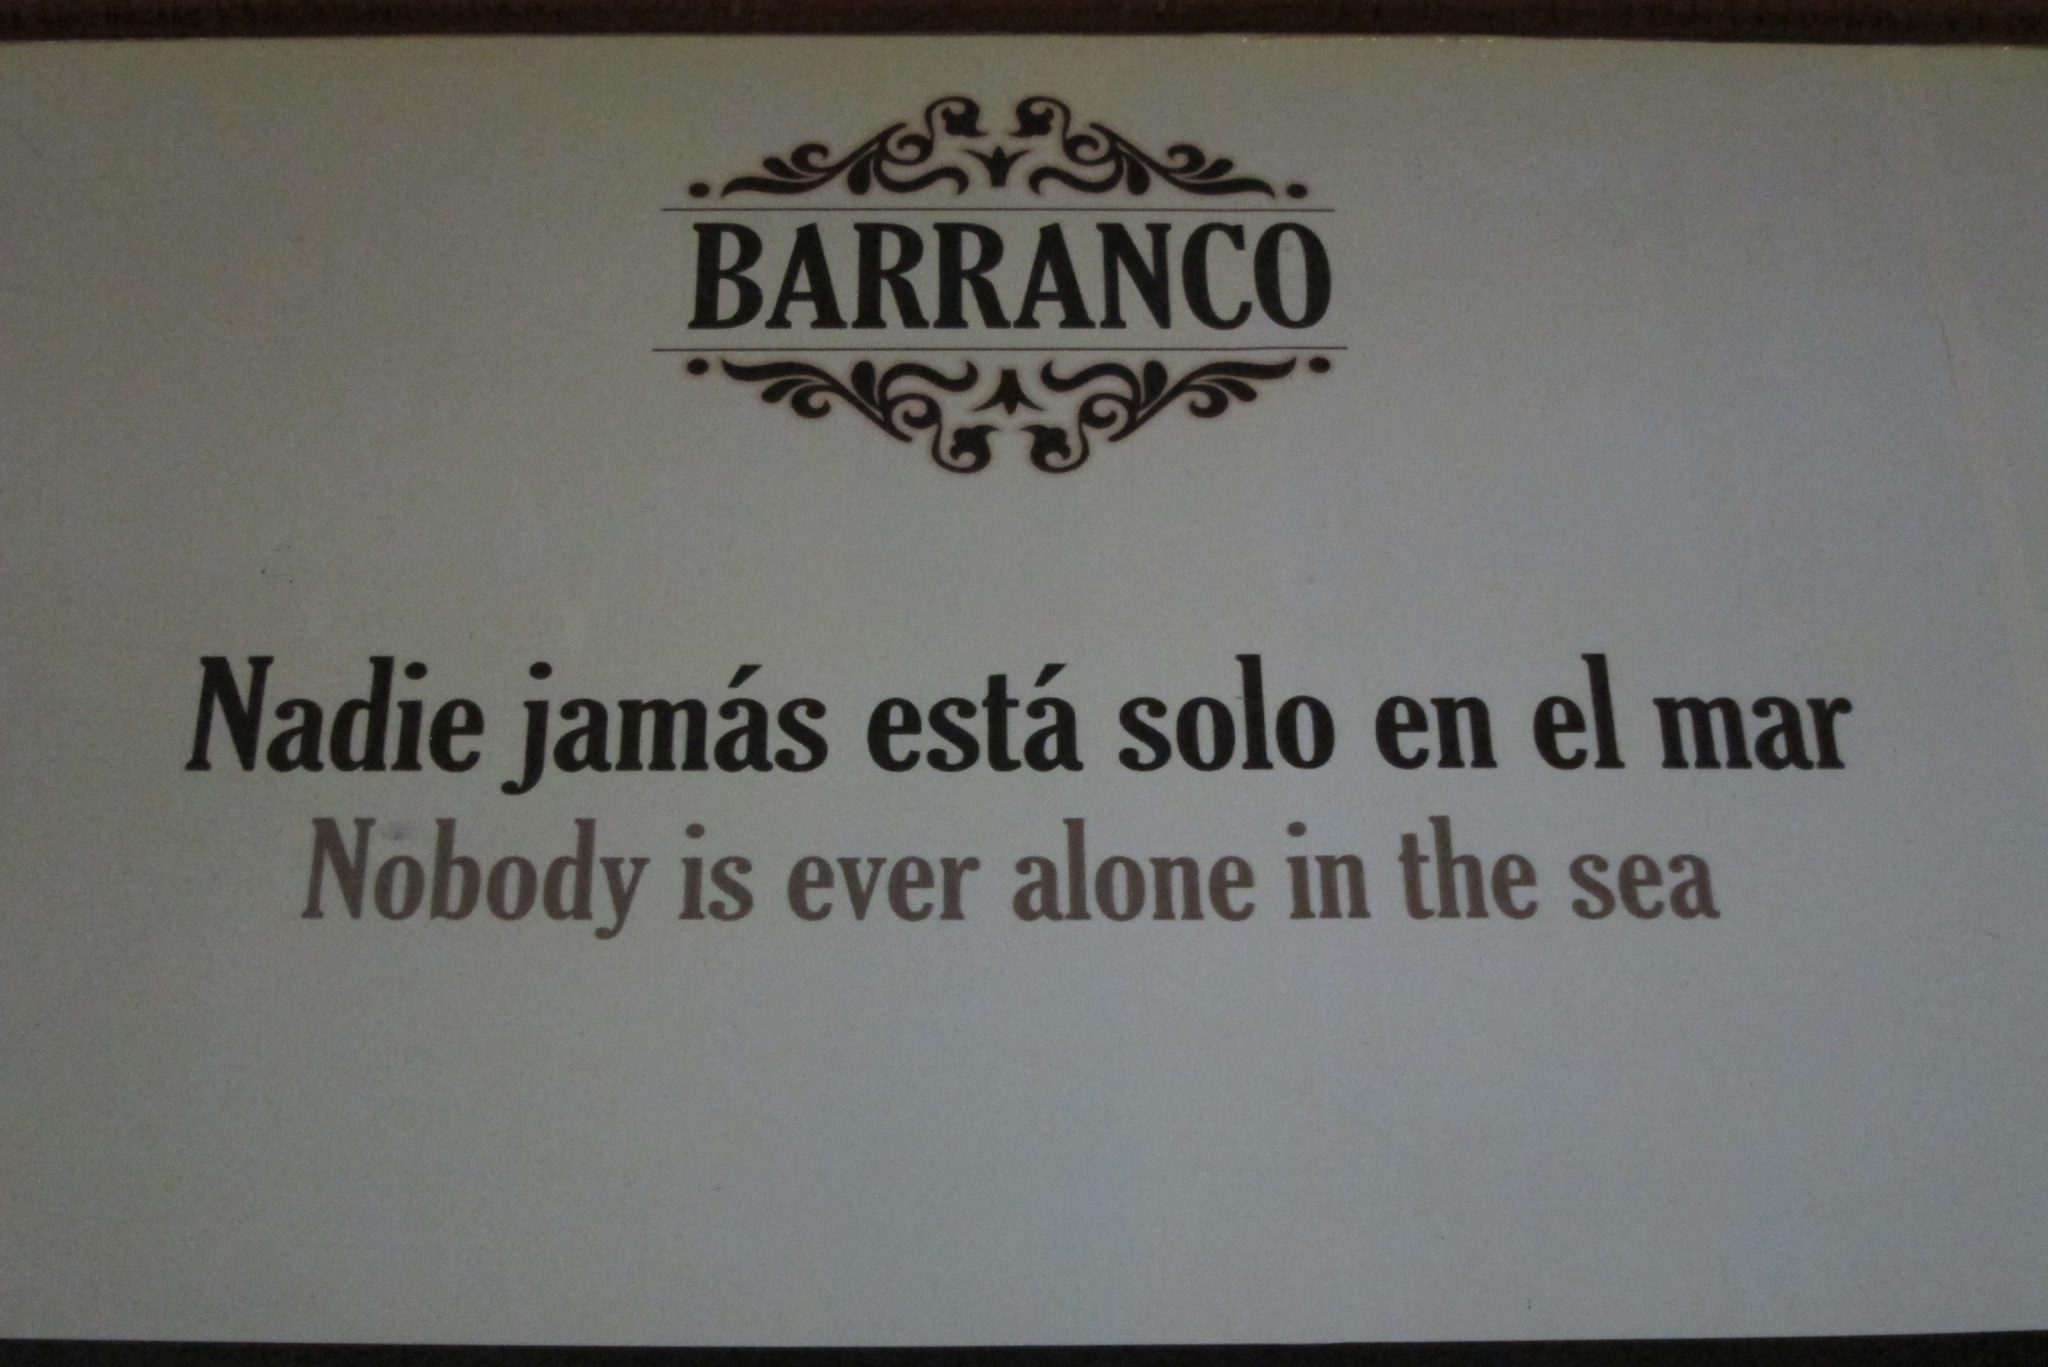 BARRANCO
Nadie jamás está solo en el mar
Nobody is ever alone in the sea